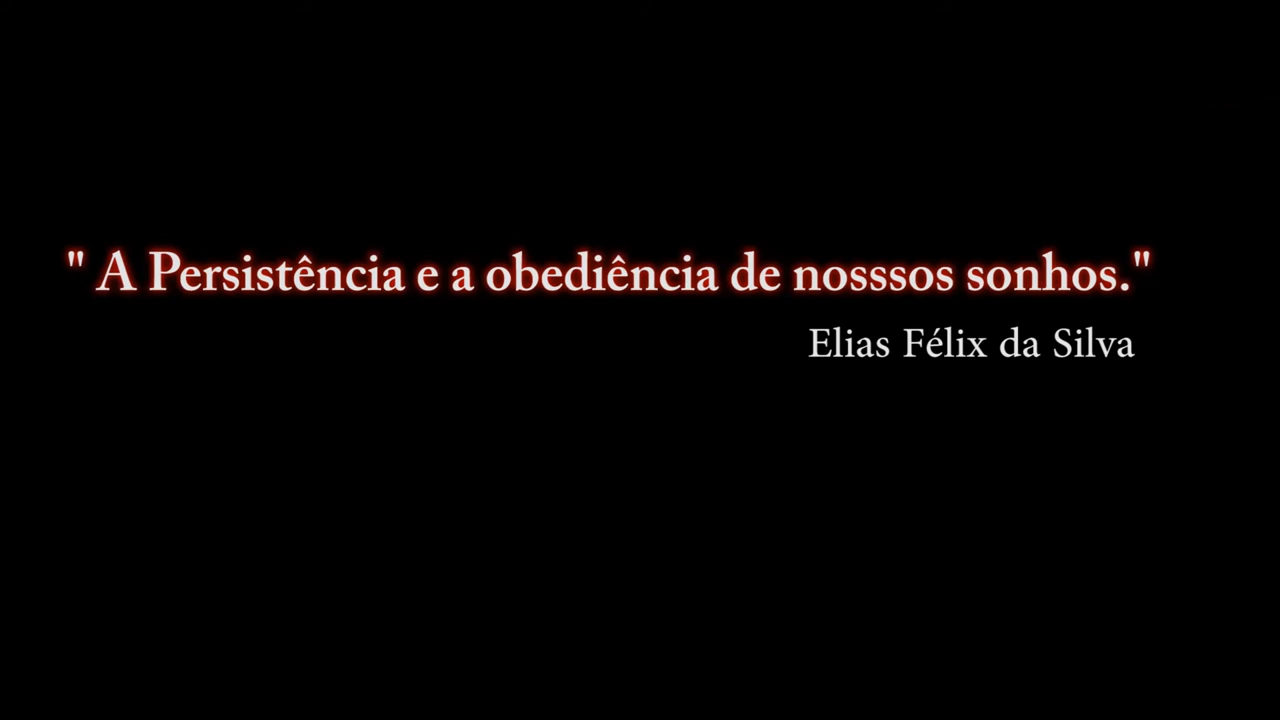 " A Persistência e a obediência de nosssos sonhos."
Elias Félix da Silva